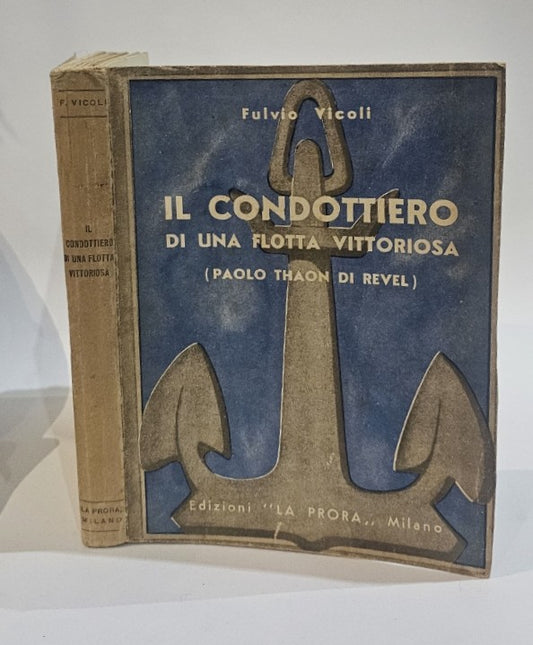 F. VICOLI
IL
CONDOTTIERO
DI UNA FLOTTA
VITTORIOSA
LA PRORA,,
MILANO
Fulvio Vicoli
IL CONDOTTIERO
DI UNA FLOTTA VITTORIOSA
(PAOLO THAON DI REVEL)
Edizioni "LA PRORA,, Milano